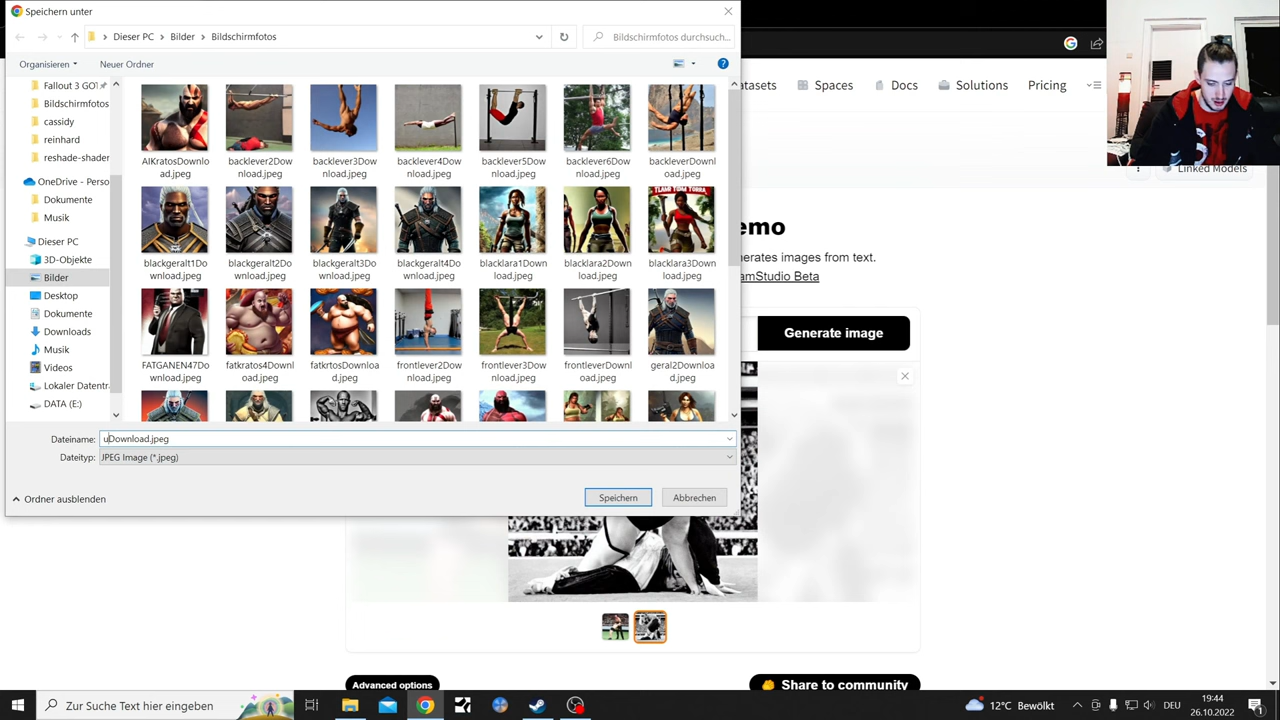 Speichern unter
Dieser PC
Bilder
Bildschirmfotos
Bildschirmfotos durchsuch...
Organisieren
Neuer Ordner
Fallout 3 GOT
Bildschirmfotos
cassidy
reinhard
reshade-shader
OneDrive - Perso
Dokumente
Musik
Dieser PC
3D-Objekte
Bilder
Desktop
Dokumente
Downloads
Musik
Videos
Lokaler Datentr
DATA (E:)
AIKratosDownlo
ad.jpeg
backlever2Dow
nload.jpeg
backlever3Dow
nload.jpeg
backlever4Dow
nload.jpeg
backlever5Dow
nload.jpeg
backlever6Dow
nload.jpeg
backleverDownl
oad.jpeg
blackgeralt1Do
wnload.jpeg
blackgeralt2Do
wnload.jpeg
blackgeralt3Do
wnload.jpeg
blackgeralt4Do
wnload.jpeg
blacklara1Down
load.jpeg
blacklara2Down
load.jpeg
blacklara3Down
load.jpeg
FATGANEN47Do
wnload.jpeg
fatkratos4Downl
oad.jpeg
fatkrtosDownloa
d.jpeg
frontlever2Down
load.jpeg
frontlever3Down
load.jpeg
frontleverDownl
oad.jpeg
geral2Downloa
d.jpeg
Dateiname:
uDownload.jpeg
Dateityp:
JPEG Image (*.jpeg)
Ordner ausblenden
Speichern
Abbrechen
atasets
Spaces
Docs
Solutions
Pricing
Linked Models
emo
nerates images from text.
amStudio Beta
Generate image
Advanced options
Share to community
Zur Suche Text hier eingeben
12°C Bewölkt
DEU
19:44
26.10.2022